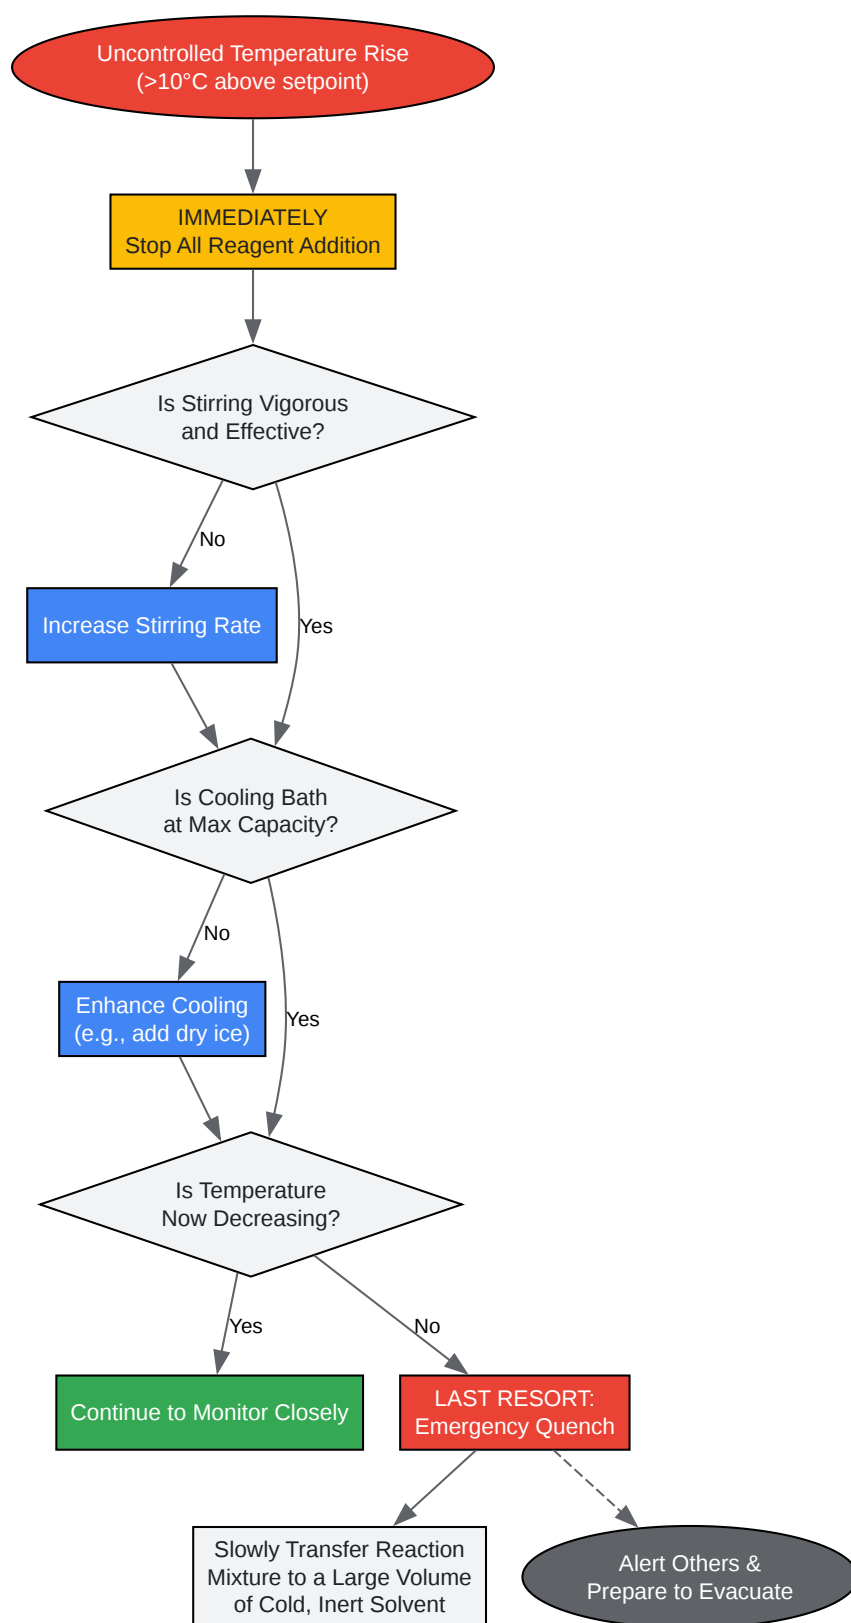 Uncontrolled Temperature Rise
(>10°C above setpoint)
IMMEDIATELY
Stop All Reagent Addition
Is Stirring Vigorous
and Effective?
No
Increase Stirring Rate
Yes
Is Cooling Bath
at Max Capacity?
No
Enhance Cooling
(e.g., add dry ice)
Yes
Is Temperature
Now Decreasing?
Yes
No
Continue to Monitor Closely
LAST RESORT:
Emergency Quench
Slowly Transfer Reaction
Mixture to a Large Volume
of Cold, Inert Solvent
Alert Others &
Prepare to Evacuate